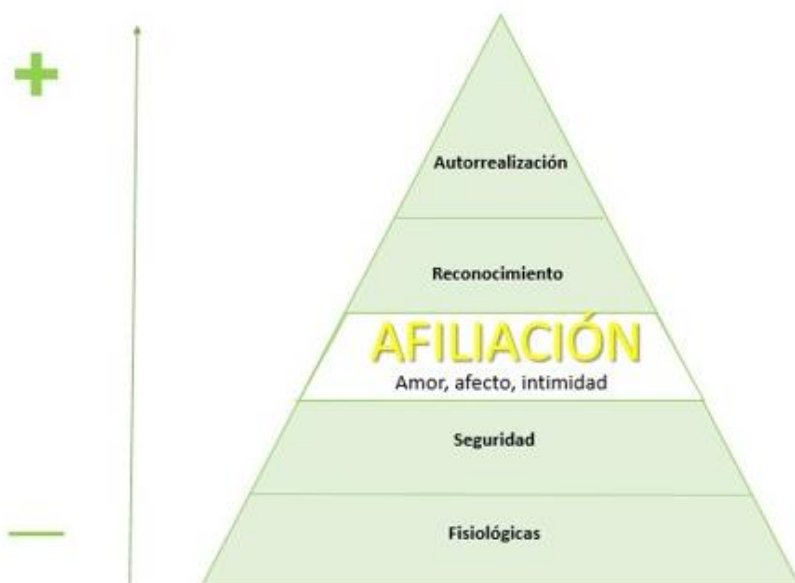 Autorrealización
Reconocimiento
AFILIACIÓN
Amor, afecto, intimidad
Seguridad
Fisiológicas